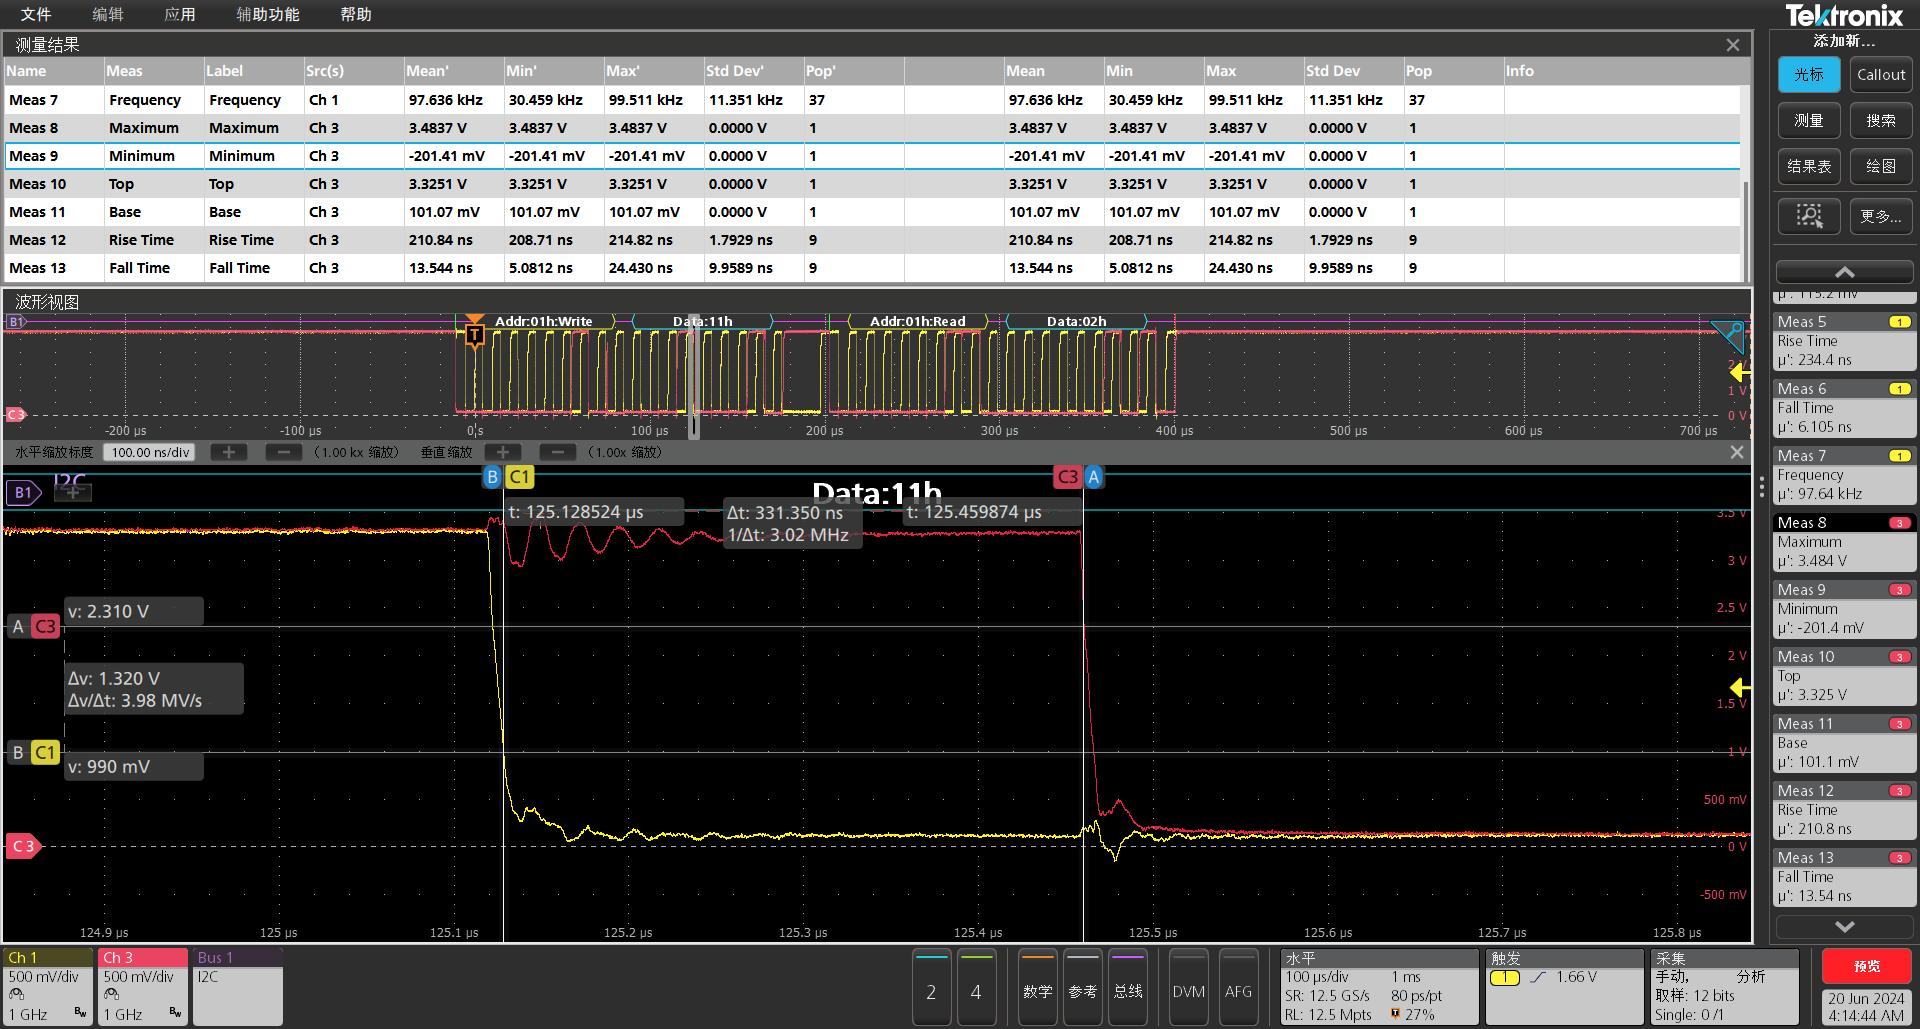 文件 编辑 应用 辅助功能 帮助
Tektronix
添加新...
测量结果
Name Meas Label Src(s) Mean' Min' Max' Std Dev' Pop' Mean Min Max Std Dev Pop Info
Meas 7 Frequency Frequency Ch 1 97.636 kHz 30.459 kHz 99.511 kHz 11.351 kHz 37 97.636 kHz 30.459 kHz 99.511 kHz 11.351 kHz 37
Meas 8 Maximum Maximum Ch 3 3.4837 V 3.4837 V 3.4837 V 0.0000 V 1 3.4837 V 3.4837 V 3.4837 V 0.0000 V 1
Meas 9 Minimum Minimum Ch 3 -201.41 mV -201.41 mV -201.41 mV 0.0000 V 1 -201.41 mV -201.41 mV -201.41 mV 0.0000 V 1
Meas 10 Top Top Ch 3 3.3251 V 3.3251 V 3.3251 V 0.0000 V 1 3.3251 V 3.3251 V 3.3251 V 0.0000 V 1
Meas 11 Base Base Ch 3 101.07 mV 101.07 mV 101.07 mV 0.0000 V 1 101.07 mV 101.07 mV 101.07 mV 0.0000 V 1
Meas 12 Rise Time Rise Time Ch 3 210.84 ns 208.71 ns 214.82 ns 1.7929 ns 9 210.84 ns 208.71 ns 214.82 ns 1.7929 ns 9
Meas 13 Fall Time Fall Time Ch 3 13.544 ns 5.0812 ns 24.430 ns 9.9589 ns 9 13.544 ns 5.0812 ns 24.430 ns 9.9589 ns 9
波形视图
B1 Addr:01h:Write Data:11h Addr:01h:Read Data:02h
T
2 V
1 V
C3 0 V
-200 µs -100 µs 0 s 100 µs 200 µs 300 µs 400 µs 500 µs 600 µs 700 µs
水平缩放标度 100.00 ns/div + − (1.00 kx 缩放) 垂直缩放 + − (1.00x 缩放)
B C1 C3 A
B1 I2C Data:11h
t: 125.128524 µs Δt: 331.350 ns t: 125.459874 µs 3.5 V
1/Δt: 3.02 MHz
3 V
v: 2.310 V 2.5 V
A C3
2 V
Δv: 1.320 V
Δv/Δt: 3.98 MV/s 1.5 V
B C1 1 V
v: 990 mV
500 mV
C3 0 V
-500 mV
124.9 µs 125 µs 125.1 µs 125.2 µs 125.3 µs 125.4 µs 125.5 µs 125.6 µs 125.7 µs 125.8 µs
光标 Callout
测量 搜索
结果表 绘图
更多...
µ': 115.2 mV
Meas 5 1
Rise Time
µ': 234.4 ns
Meas 6 1
Fall Time
µ': 6.105 ns
Meas 7 1
Frequency
µ': 97.64 kHz
Meas 8 3
Maximum
µ': 3.484 V
Meas 9 3
Minimum
µ': -201.4 mV
Meas 10 3
Top
µ': 3.325 V
Meas 11 3
Base
µ': 101.1 mV
Meas 12 3
Rise Time
µ': 210.8 ns
Meas 13 3
Fall Time
µ': 13.54 ns
Ch 1
500 mV/div
1 GHz Bw
Ch 3
500 mV/div
1 GHz Bw
Bus 1
I2C
2 4 数学 参考 总线 DVM AFG
水平
100 µs/div 1 ms
SR: 12.5 GS/s 80 ps/pt
RL: 12.5 Mpts 27%
触发
1 1.66 V
采集
手动, 分析
取样: 12 bits
Single: 0 /1
预览
20 Jun 2024
4:14:44 AM